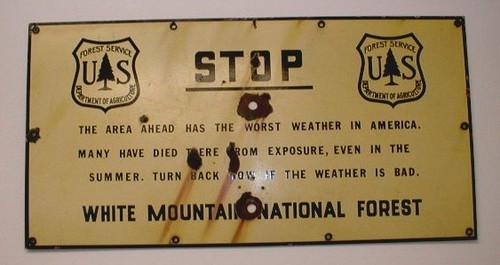 FOREST SERVICE
U S
DEPARTMENT OF AGRICULTURE
STOP
FOREST SERVICE
U S
DEPARTMENT OF AGRICULTURE
THE AREA AHEAD HAS THE WORST WEATHER IN AMERICA.
MANY HAVE DIED THERE FROM EXPOSURE, EVEN IN THE
SUMMER. TURN BACK NOW IF THE WEATHER IS BAD.
WHITE MOUNTAIN NATIONAL FOREST